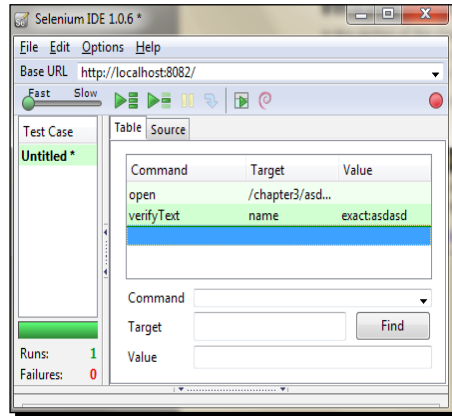 Selenium IDE 1.0.6 *
File Edit Options Help
Base URL http://localhost:8082/
Fast Slow
Test Case
Untitled *
Table Source
Command Target Value
open /chapter3/asd...
verifyText name exact:asdasd
Command
Target Find
Value
Runs: 1
Failures: 0